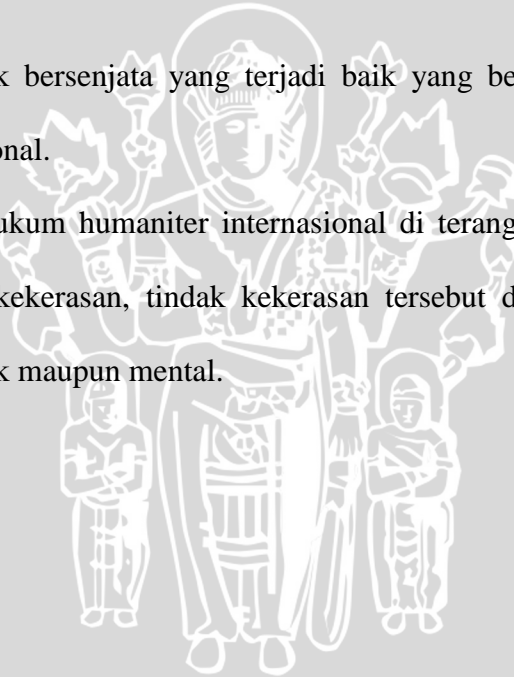 k bersenjata yang terjadi baik yang be
onal.
ukum humaniter internasional di terang
kekerasan, tindak kekerasan tersebut d
k maupun mental.